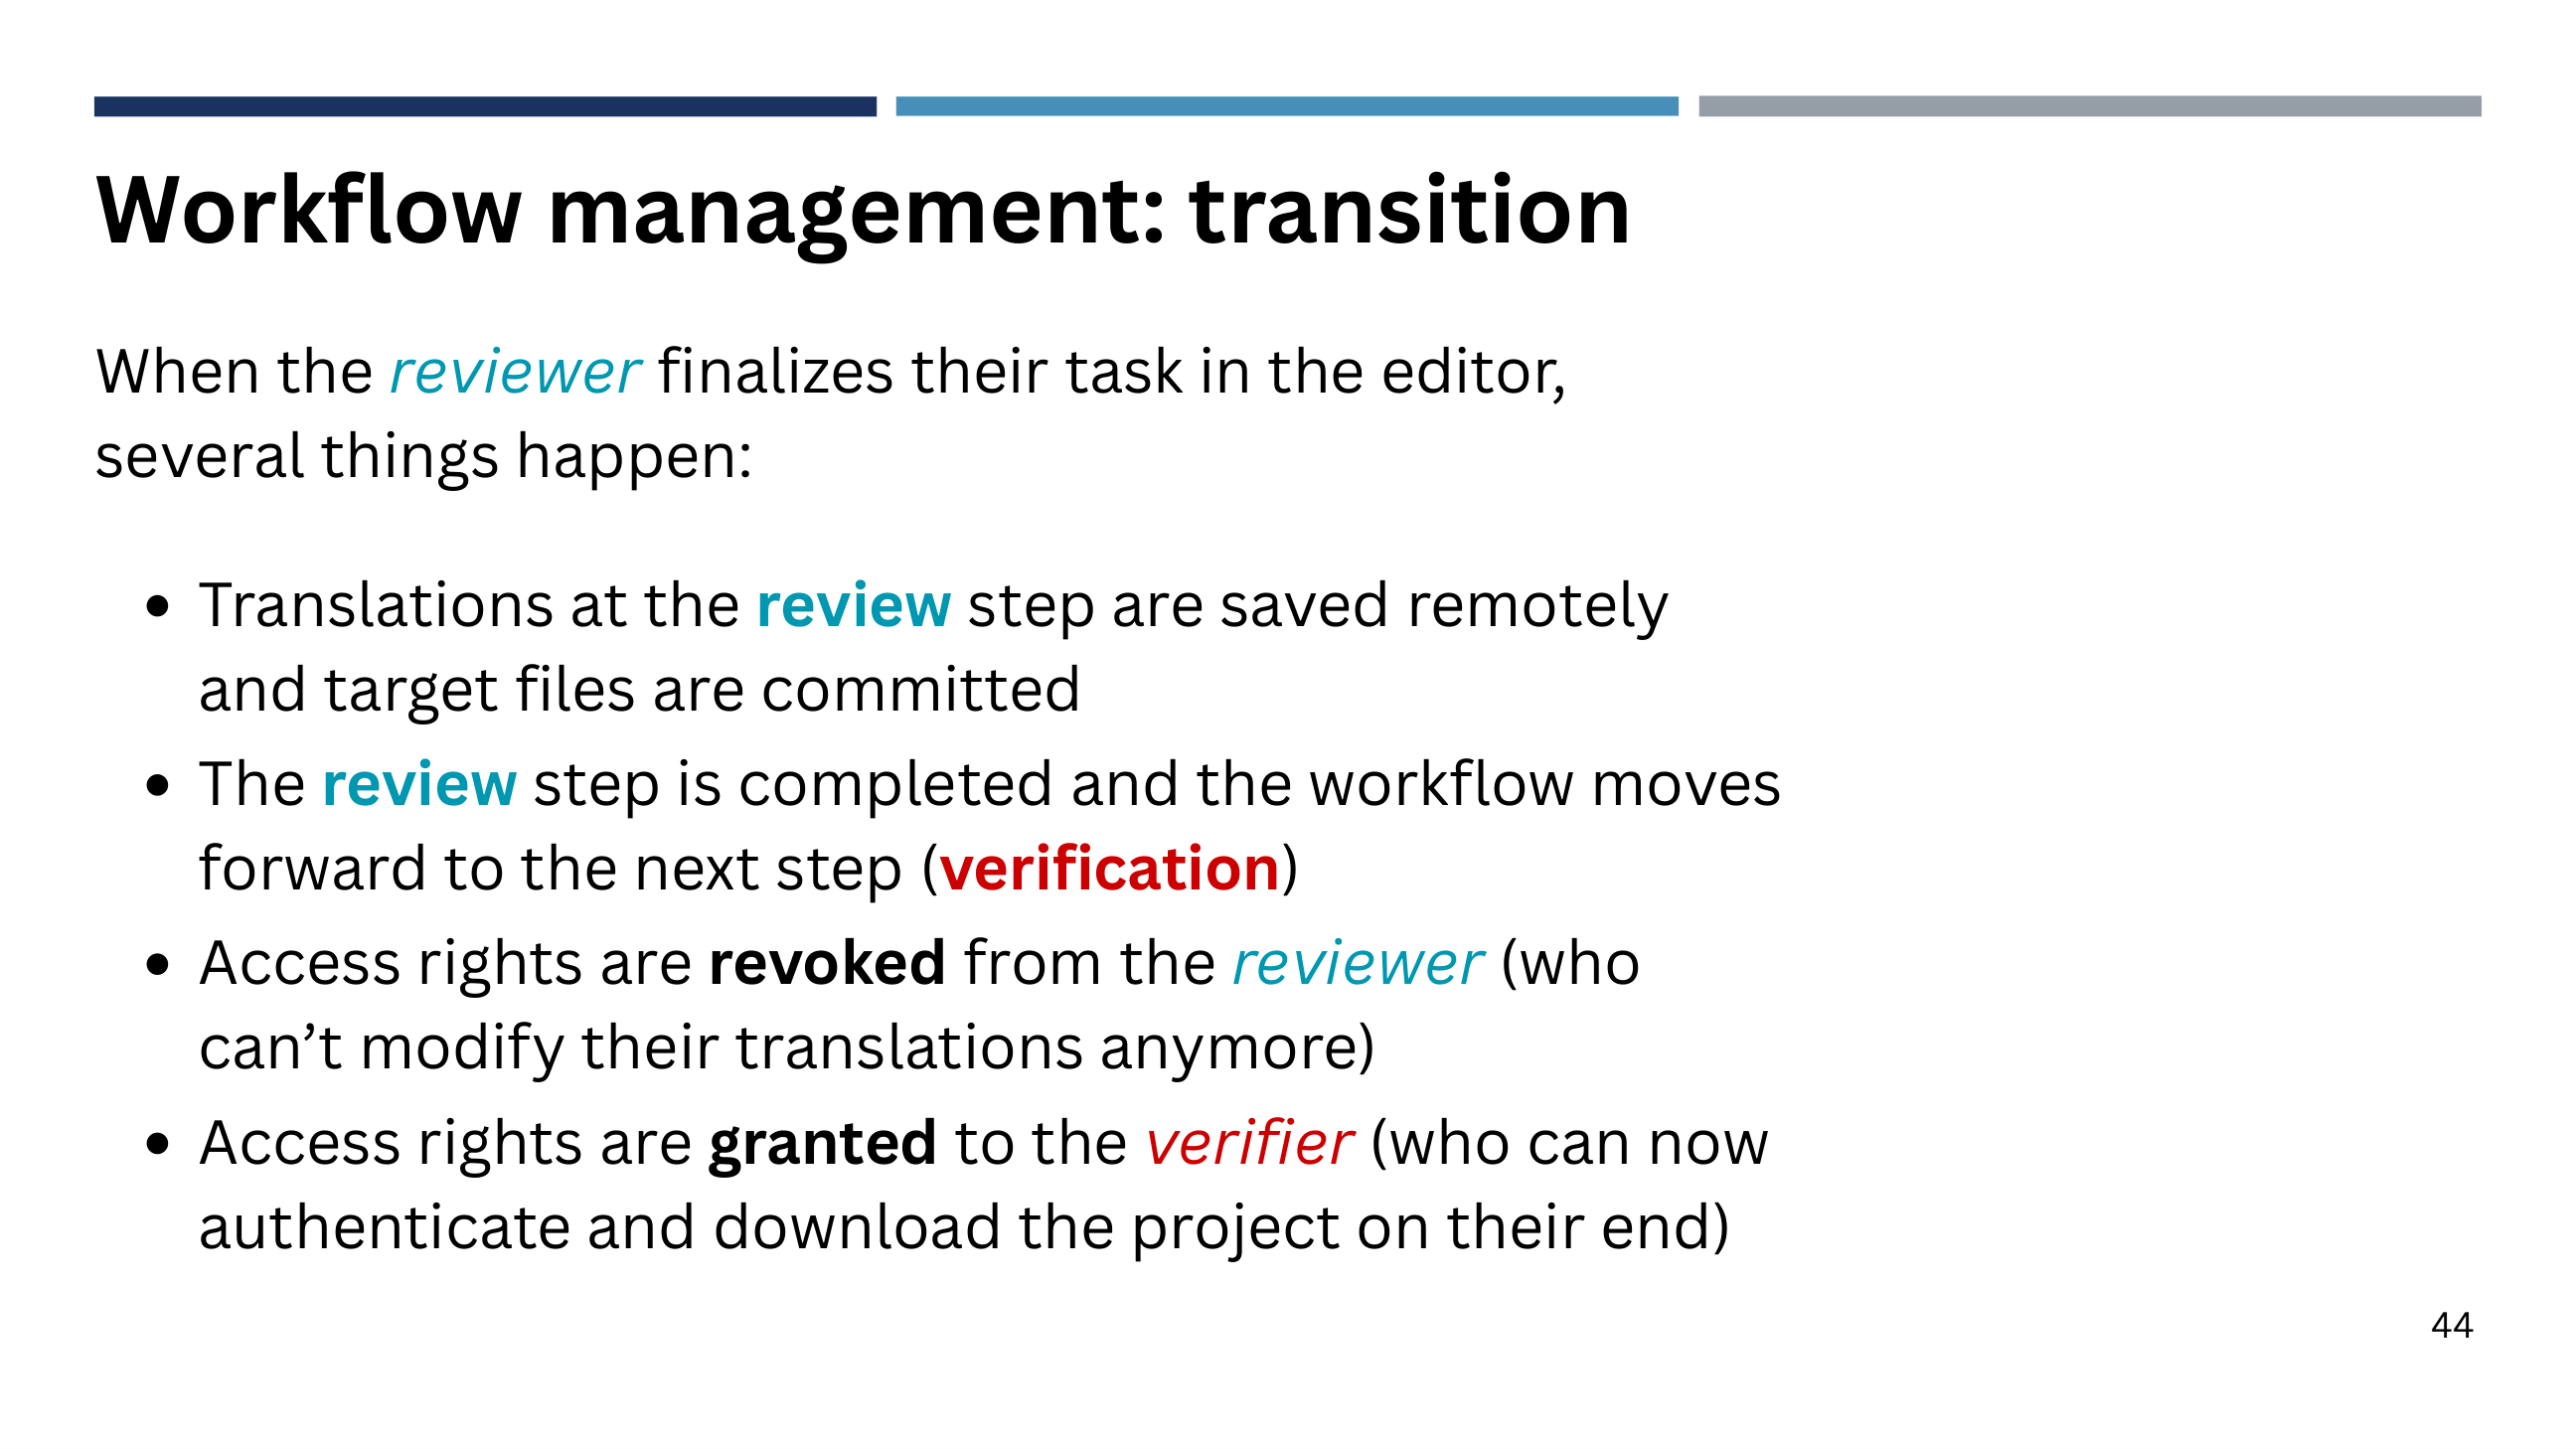 Workflow management: transition
When the reviewer finalizes their task in the editor,
several things happen:
• Translations at the review step are saved remotely
and target files are committed
• The review step is completed and the workflow moves
forward to the next step (verification)
• Access rights are revoked from the reviewer (who
can’t modify their translations anymore)
• Access rights are granted to the verifier (who can now
authenticate and download the project on their end)
44